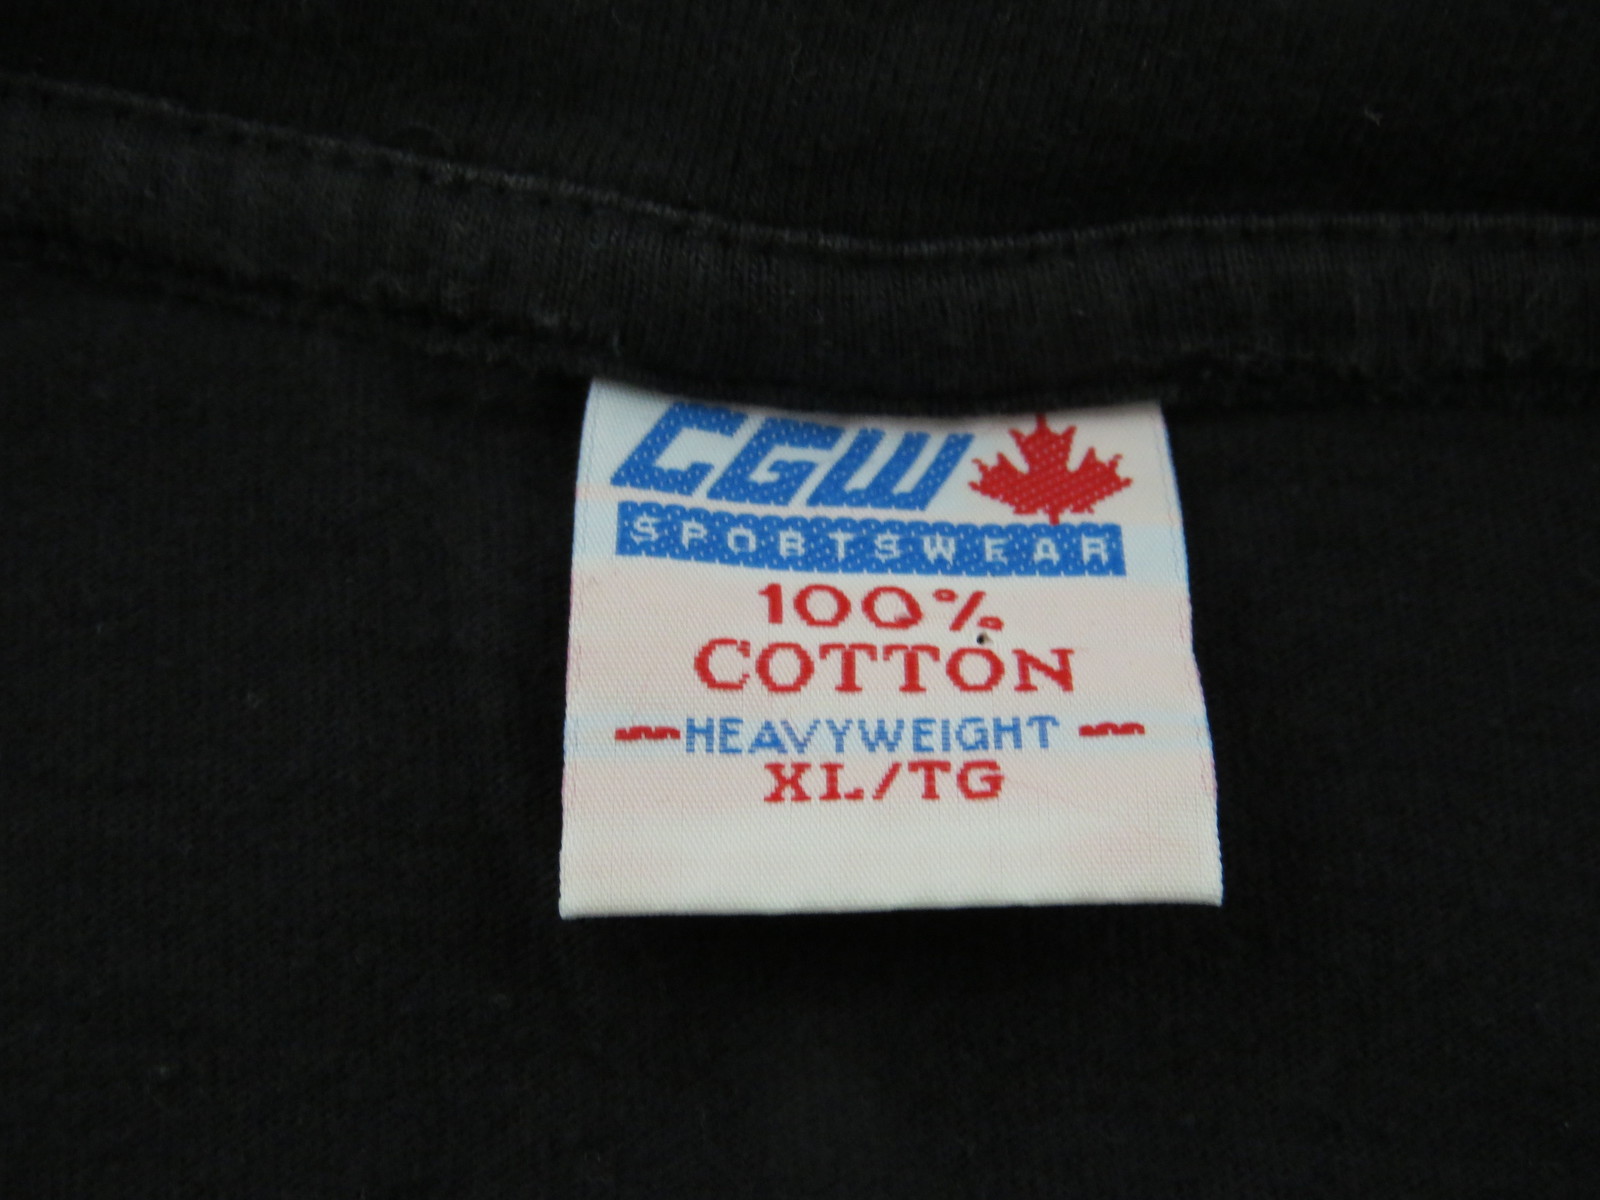 CGW
SPORTSWEAR
100%
COTTON
HEAVYWEIGHT
XL/TG